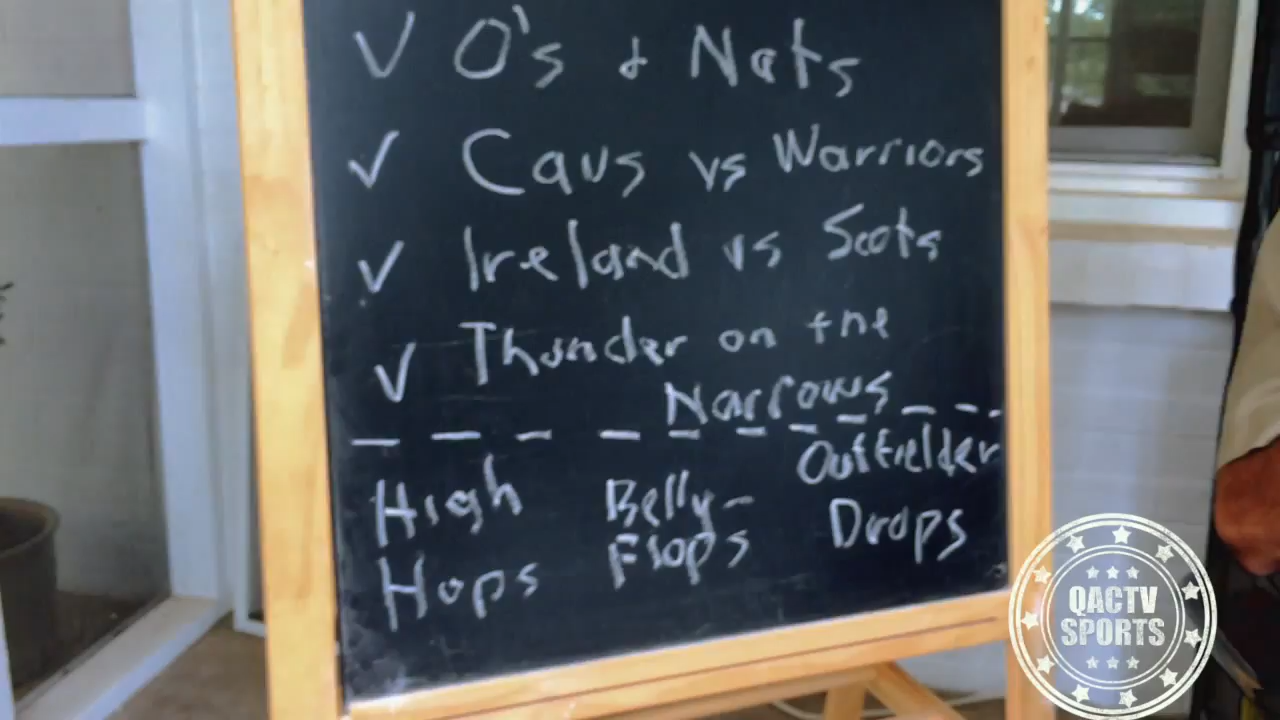 ✓ O's & Nats
✓ Cavs vs Warriors
✓ Ireland vs Scots
✓ Thunder on the
Narrows
High Hops
Belly-Flops
Outfielder Drops
QACTV
SPORTS